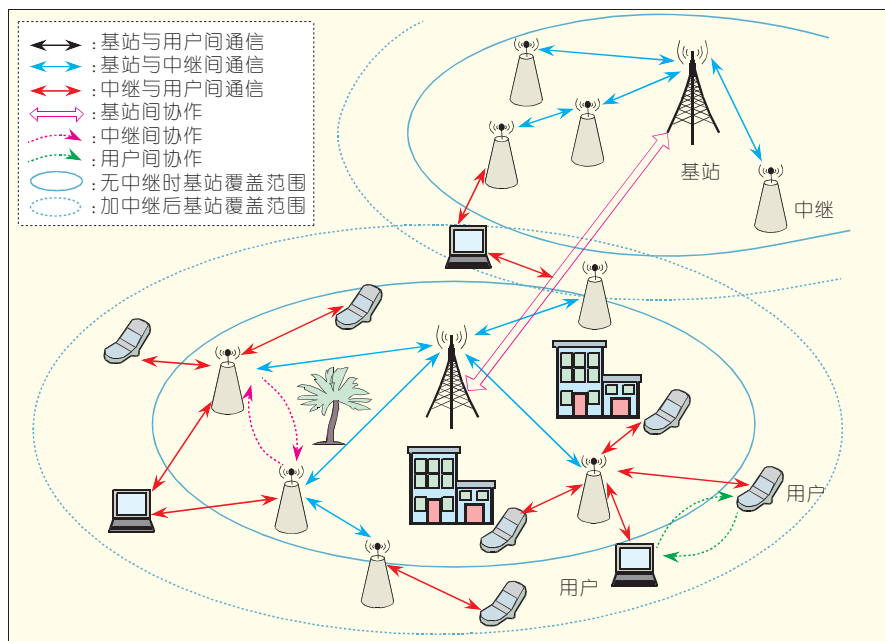 :基站与用户间通信
:基站与中继间通信
:中继与用户间通信
:基站间协作
:中继间协作
:用户间协作
:无中继时基站覆盖范围
:加中继后基站覆盖范围
基站
中继
用户
用户